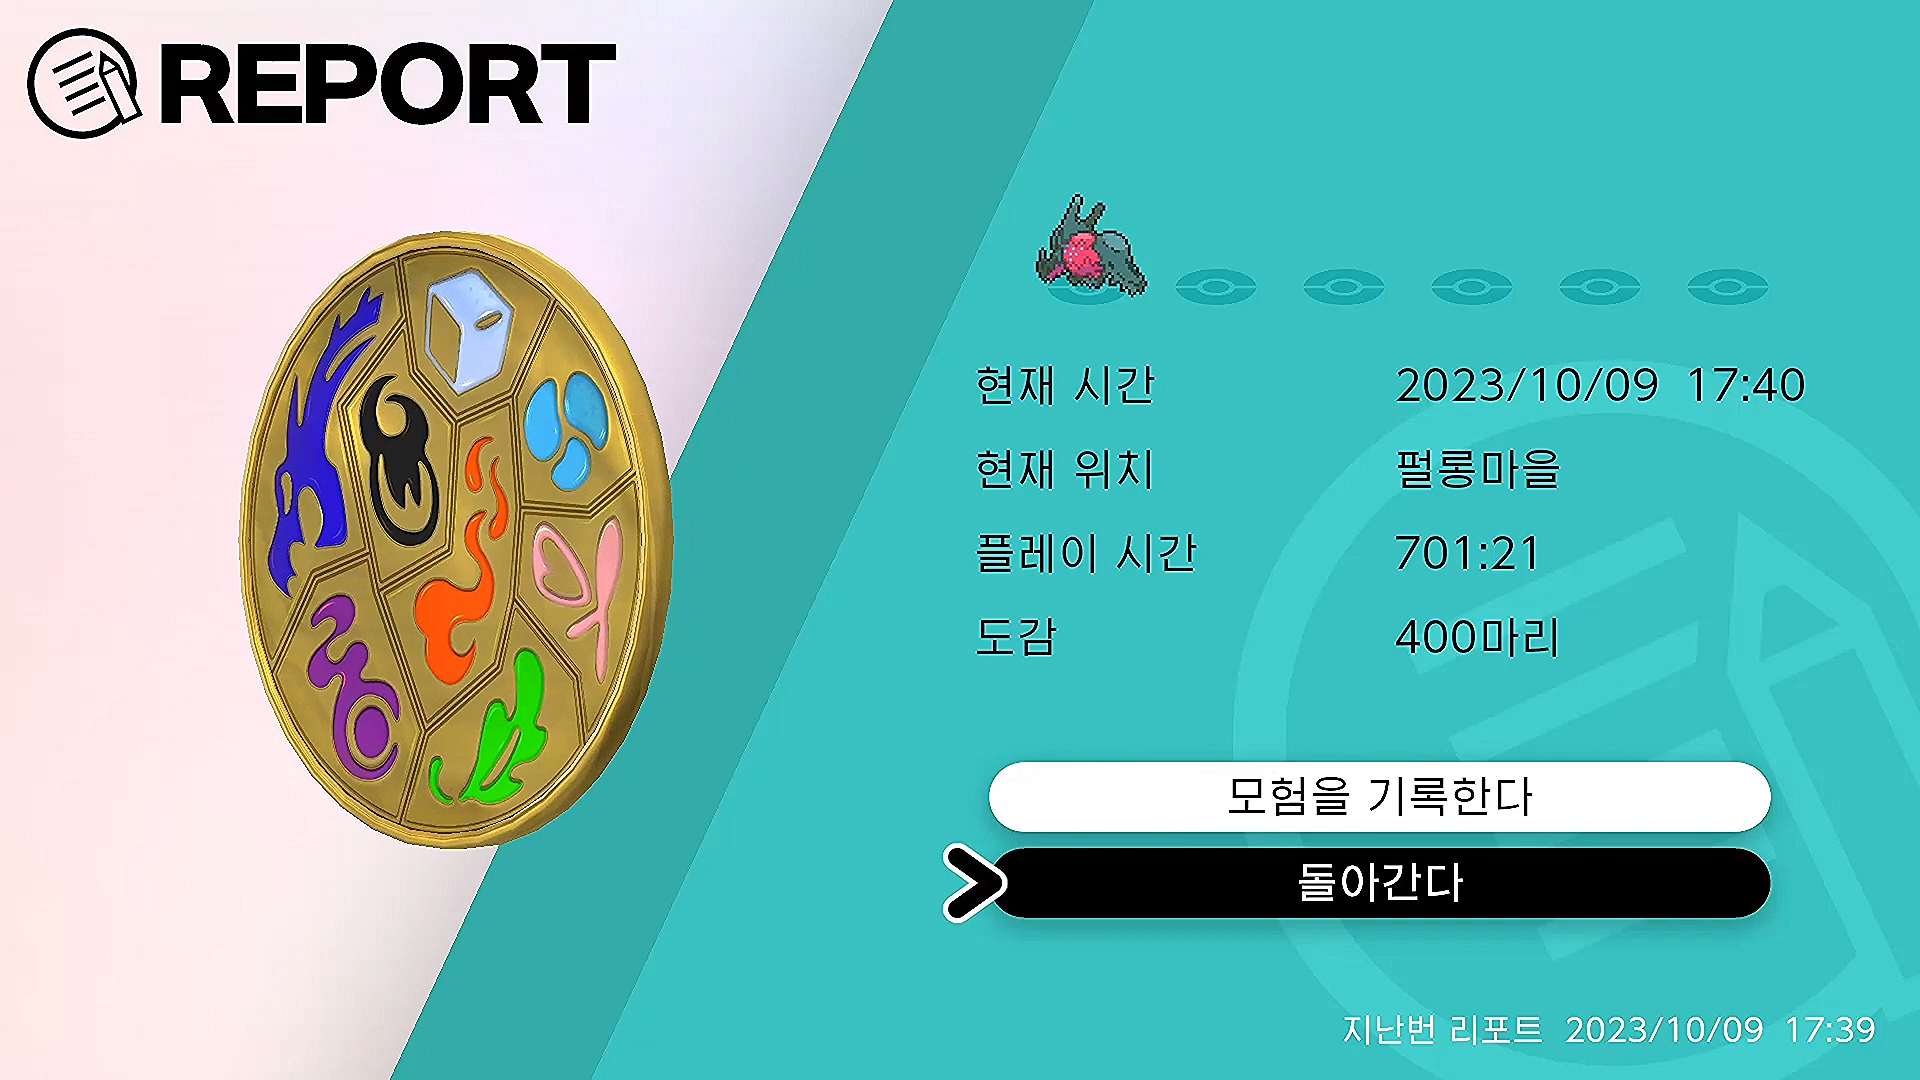 REPORT
현재 시간 2023/10/09 17:40
현재 위치 펄롱마을
플레이 시간 701:21
도감 400마리
모험을 기록한다
돌아간다
지난번 리포트 2023/10/09 17:39